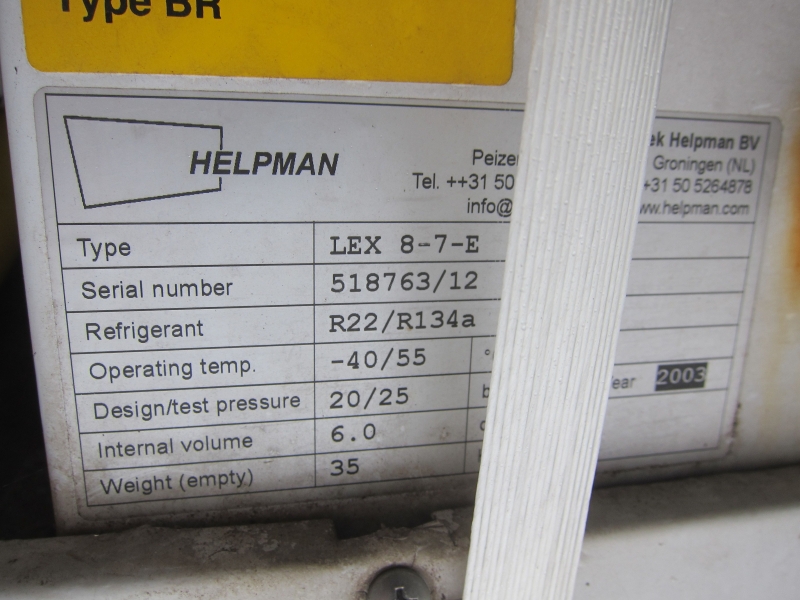 Type BR
HELPMAN
ek Helpman BV
Peizer Groningen (NL)
Tel. ++31 50 +31 50 5264878
info@ www.helpman.com
Type LEX 8-7-E
Serial number 518763/12
Refrigerant R22/R134a
Operating temp. -40/55 °
Design/test pressure 20/25 b ear 2003
Internal volume 6.0
Weight (empty) 35